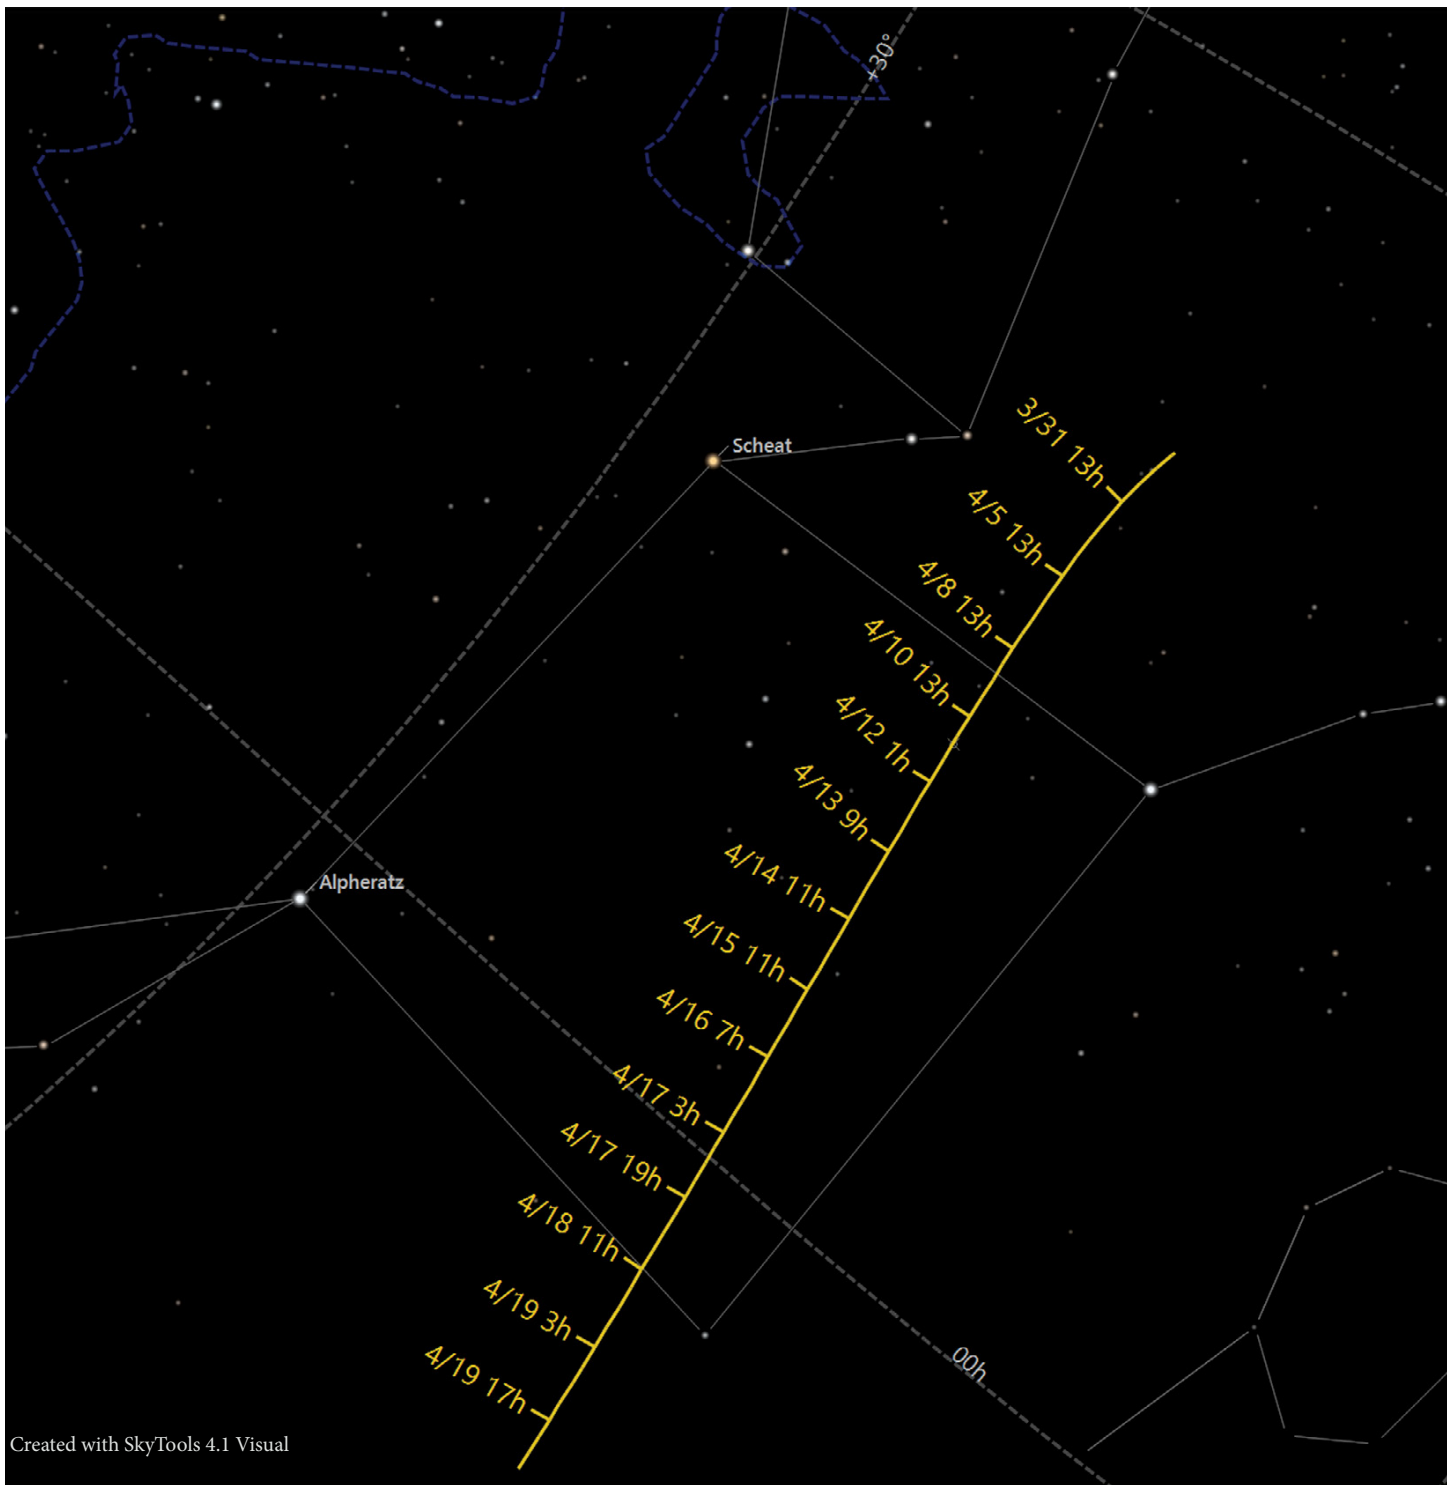 +30°
3/31 13h
Scheat
4/5 13h
4/8 13h
4/10 13h
4/12 1h
4/13 9h
4/14 11h
Alpheratz
4/15 11h
4/16 7h
4/17 3h
4/17 19h
4/18 11h
4/19 3h
00h
4/19 17h
Created with SkyTools 4.1 Visual